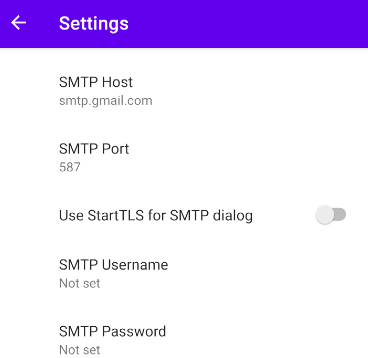 Settings
SMTP Host
smtp.gmail.com
SMTP Port
587
Use StartTLS for SMTP dialog
SMTP Username
Not set
SMTP Password
Not set